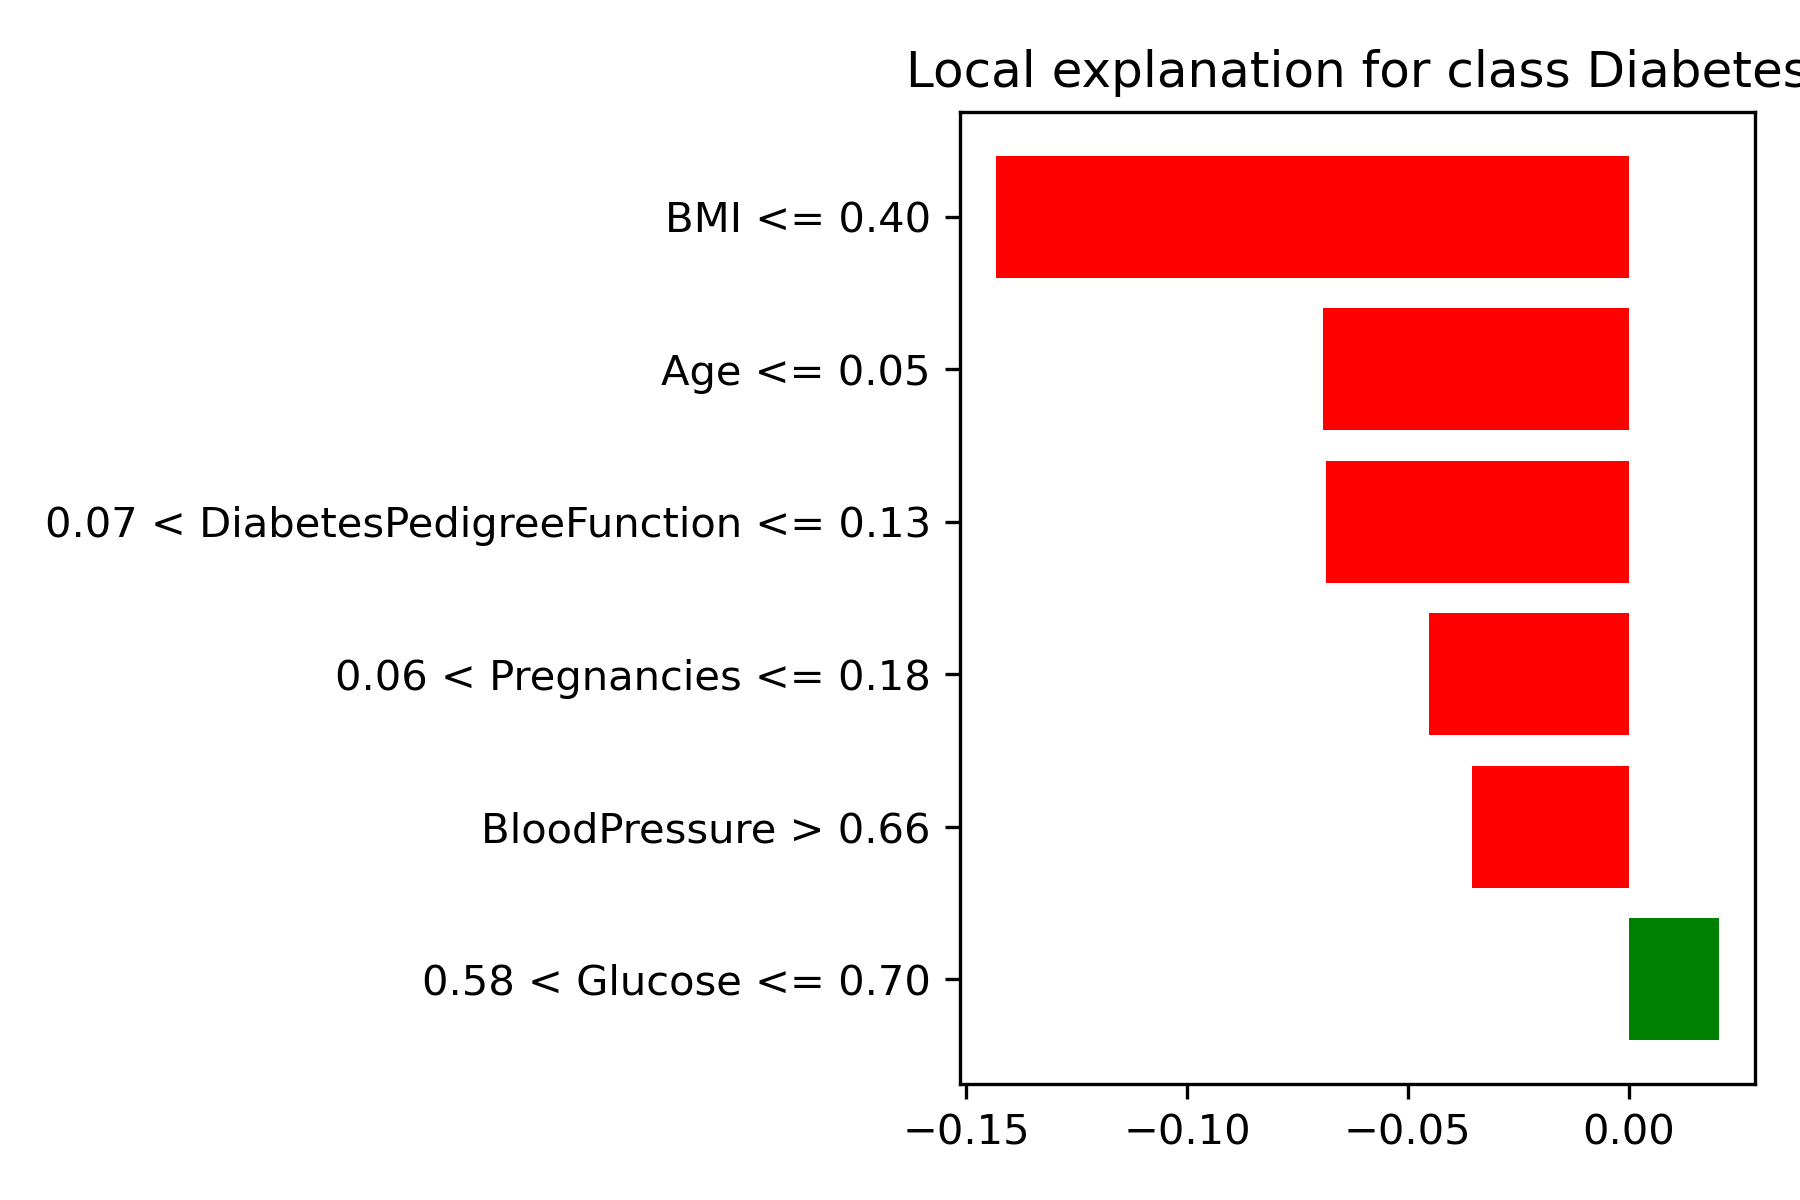 Local explanation for class Diabetes
BMI <= 0.40
Age <= 0.05
0.07 < DiabetesPedigreeFunction <= 0.13
0.06 < Pregnancies <= 0.18
BloodPressure > 0.66
0.58 < Glucose <= 0.70
−0.15 −0.10 −0.05 0.00